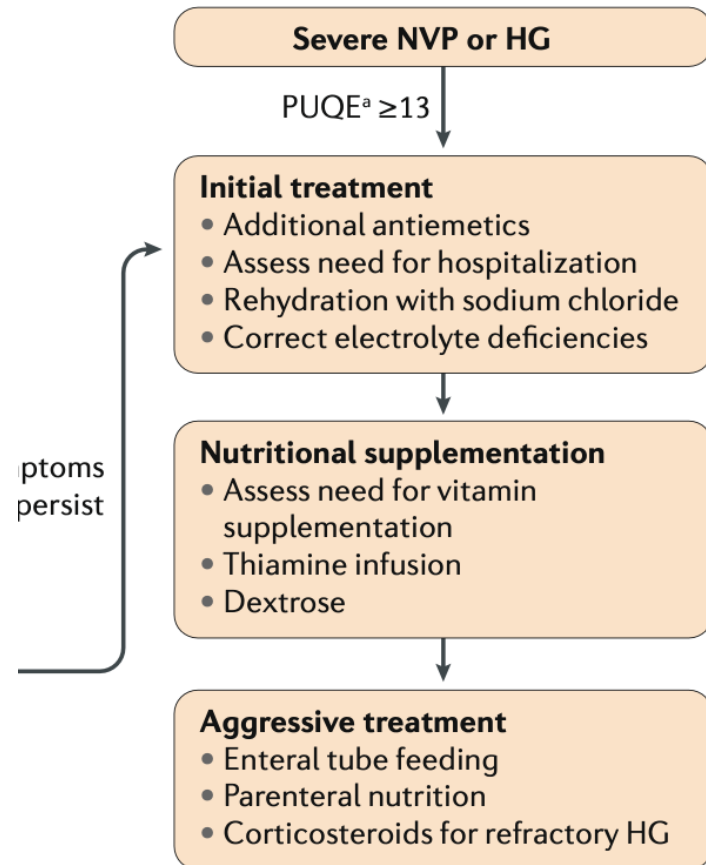 Severe NVP or HG
PUQEᵃ ≥13
Initial treatment
• Additional antiemetics
• Assess need for hospitalization
• Rehydration with sodium chloride
• Correct electrolyte deficiencies
ptoms
persist
Nutritional supplementation
• Assess need for vitamin
supplementation
• Thiamine infusion
• Dextrose
Aggressive treatment
• Enteral tube feeding
• Parenteral nutrition
• Corticosteroids for refractory HG